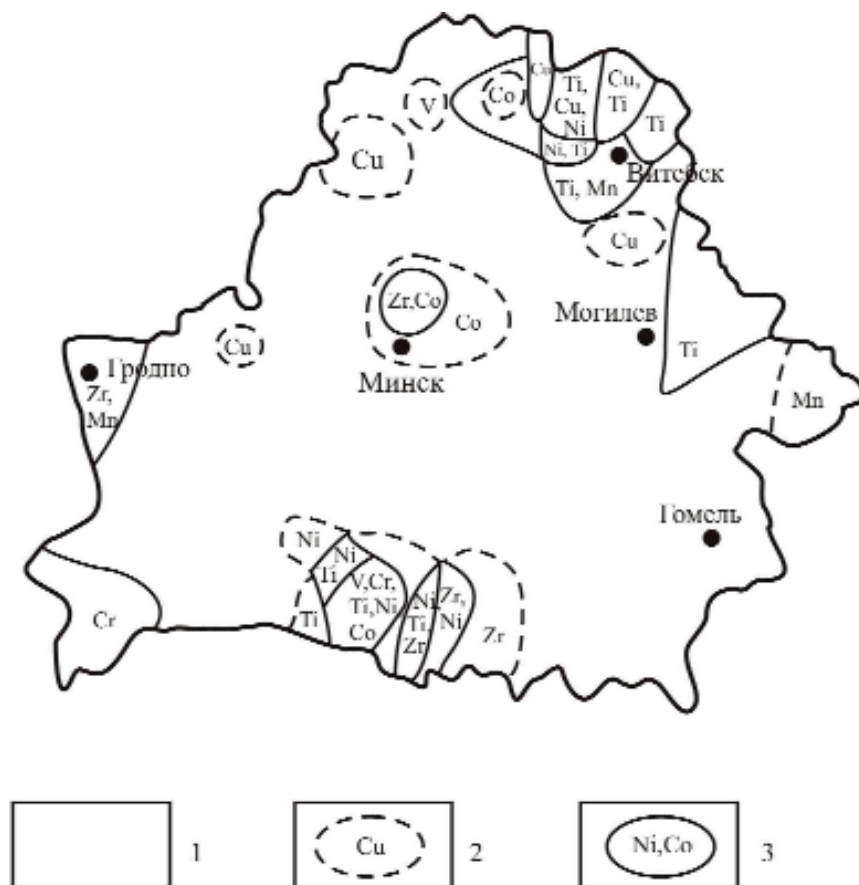 Cu
Ti,
Cu,
Ni
Cu,
Ti
Co
V
Ti
Ni, Ti
Витебск
Cu
Ti, Mn
Cu
Zr,Co
Co
Могилев
Cu
Минск
Ti
Гродно
Zr,
Mn
Mn
Гомель
Ni
Ni
Ti
V,Cr,
Ti,Ni
Co
Ni,
Ti,
Zr
Zr,
Ni
Ti
Cr
Zr
1
Cu
2
Ni,Co
3